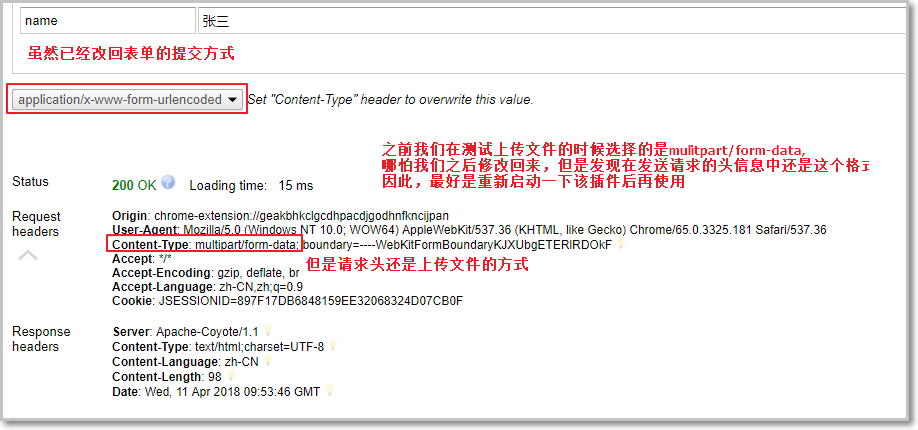 name 张三
虽然已经改回表单的提交方式
application/x-www-form-urlencoded Set "Content-Type" header to overwrite this value.
之前我们在测试上传文件的时候选择的是mulitpart/form-data,
哪怕我们之后修改回来，但是发现在发送请求的头信息中还是这个格式
因此，最好是重新启动一下该插件后再使用
Status 200 OK Loading time: 15 ms
Request headers
Origin: chrome-extension://geakbhkclgcdhpacdjgodhnfkncijpan
User-Agent: Mozilla/5.0 (Windows NT 10.0; WOW64) AppleWebKit/537.36 (KHTML, like Gecko) Chrome/65.0.3325.181 Safari/537.36
Content-Type: multipart/form-data; boundary=----WebKitFormBoundaryKJXUbgETERIRDOkF
Accept: */*
Accept-Encoding: gzip, deflate, br
但是请求头还是上传文件的方式
Accept-Language: zh-CN,zh;q=0.9
Cookie: JSESSIONID=897F17DB6848159EE32068324D07CB0F
Response headers
Server: Apache-Coyote/1.1
Content-Type: text/html;charset=UTF-8
Content-Language: zh-CN
Content-Length: 98
Date: Wed, 11 Apr 2018 09:53:46 GMT